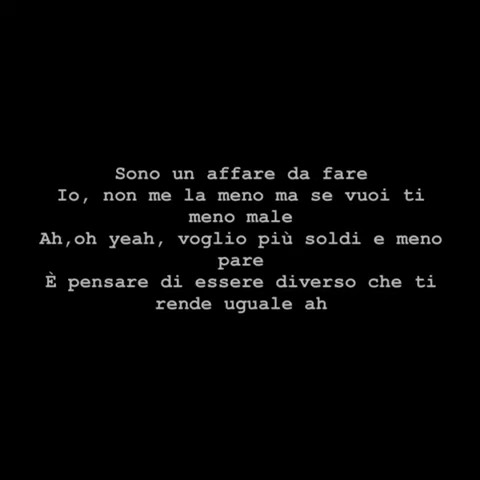 Sono un affare da fare
Io, non me la meno ma se vuoi ti
meno male
Ah,oh yeah, voglio più soldi e meno
pare
È pensare di essere diverso che ti
rende uguale ah